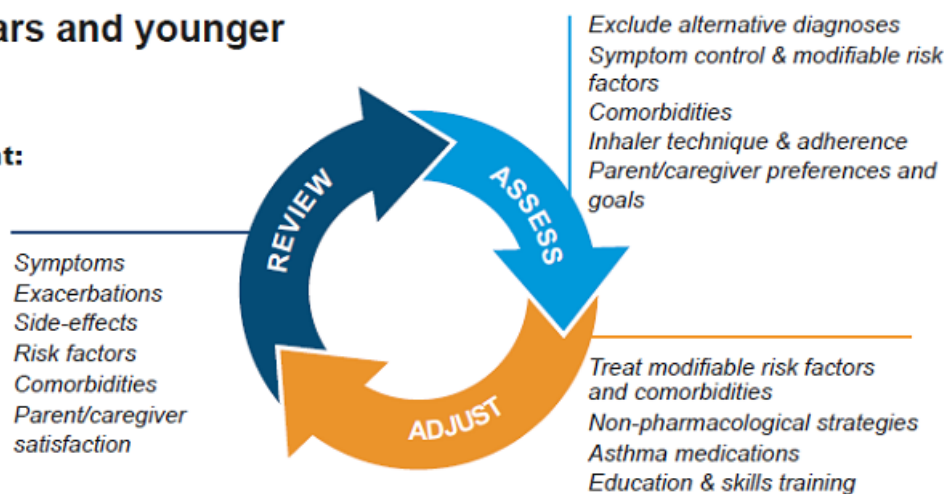 ars and younger
t:
Exclude alternative diagnoses
Symptom control & modifiable risk
factors
Comorbidities
Inhaler technique & adherence
Parent/caregiver preferences and
goals
REVIEW
ASSESS
ADJUST
Symptoms
Exacerbations
Side-effects
Risk factors
Comorbidities
Parent/caregiver
satisfaction
Treat modifiable risk factors
and comorbidities
Non-pharmacological strategies
Asthma medications
Education & skills training